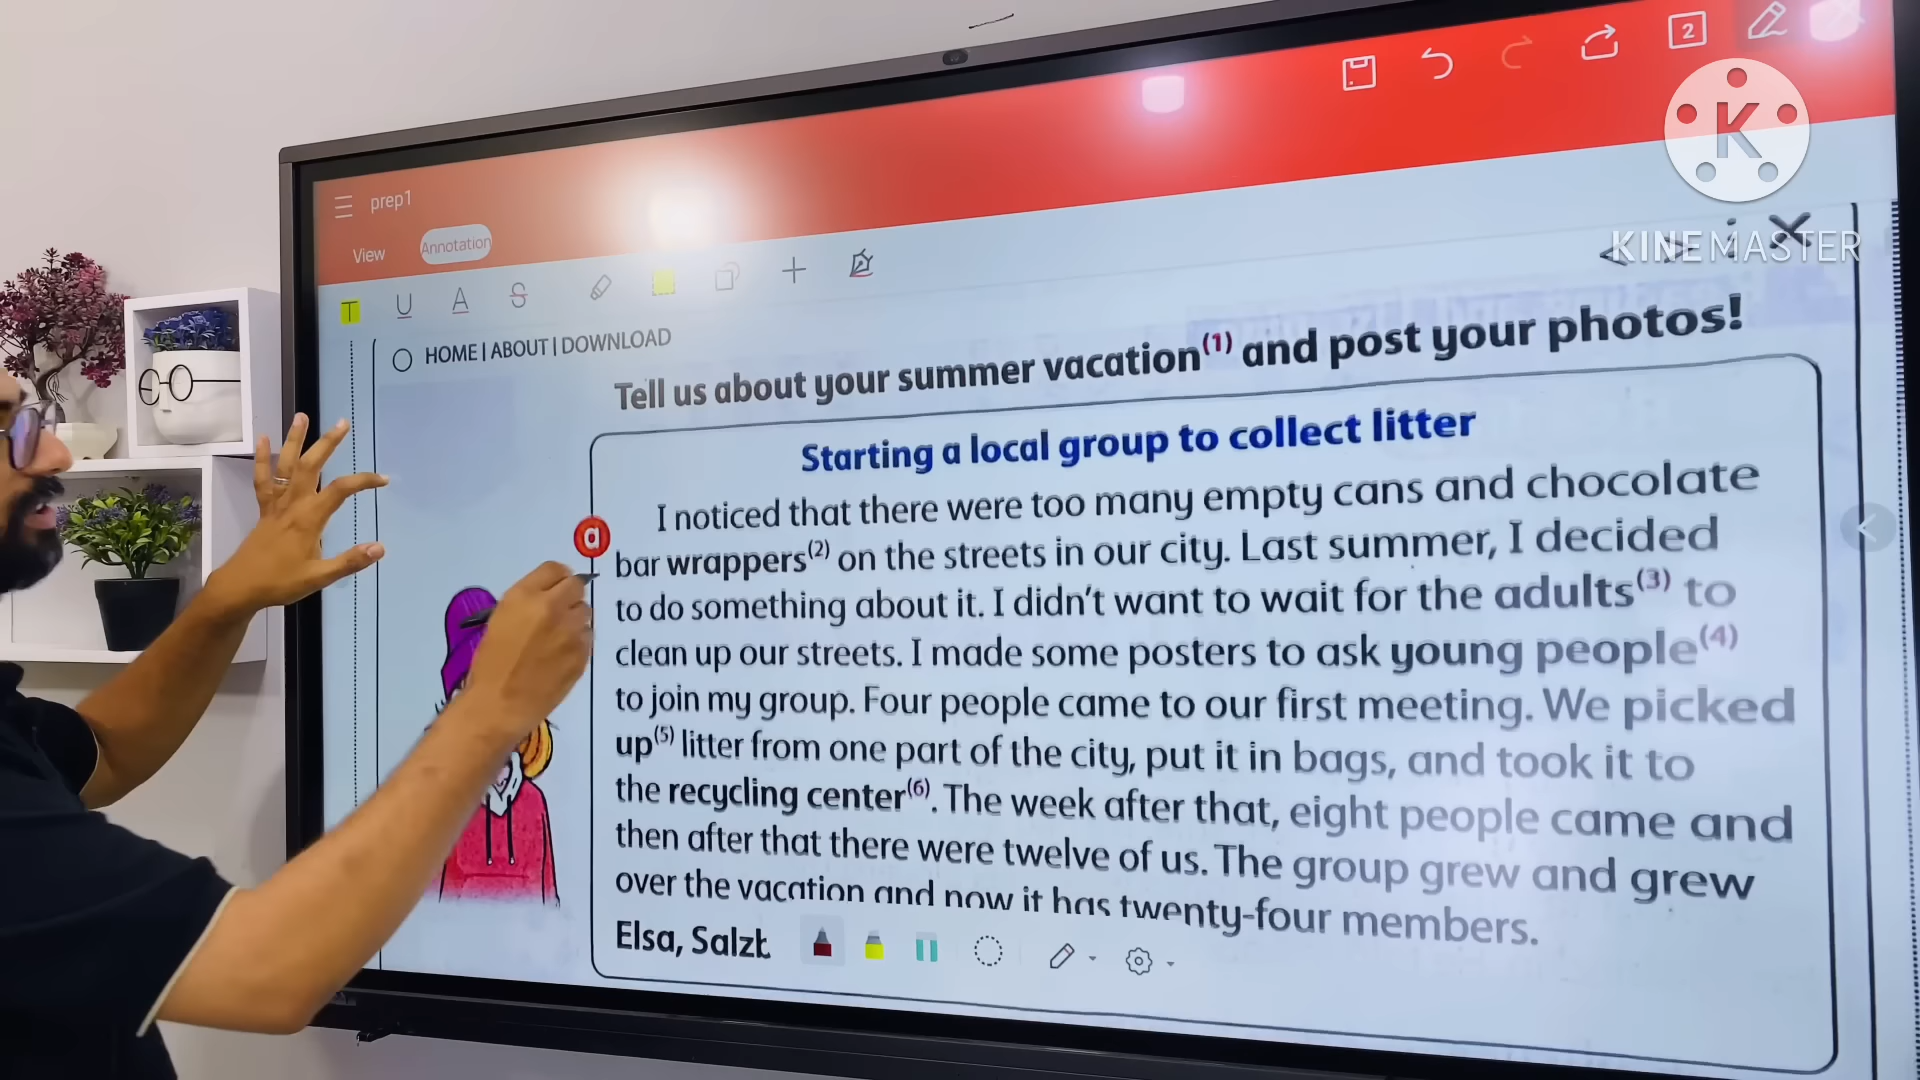 K
KINEMASTER
prep1
View
Annotation
T U A S
HOME | ABOUT | DOWNLOAD
Tell us about your summer vacation(1) and post your photos!
Starting a local group to collect litter
a
I noticed that there were too many empty cans and chocolate
bar wrappers(2) on the streets in our city. Last summer, I decided
to do something about it. I didn't want to wait for the adults(3) to
clean up our streets. I made some posters to ask young people(4)
to join my group. Four people came to our first meeting. We picked
up(5) litter from one part of the city, put it in bags, and took it to
the recycling center(6). The week after that, eight people came and
then after that there were twelve of us. The group grew and grew
over the vacation and now it has twenty-four members.
Elsa,
2